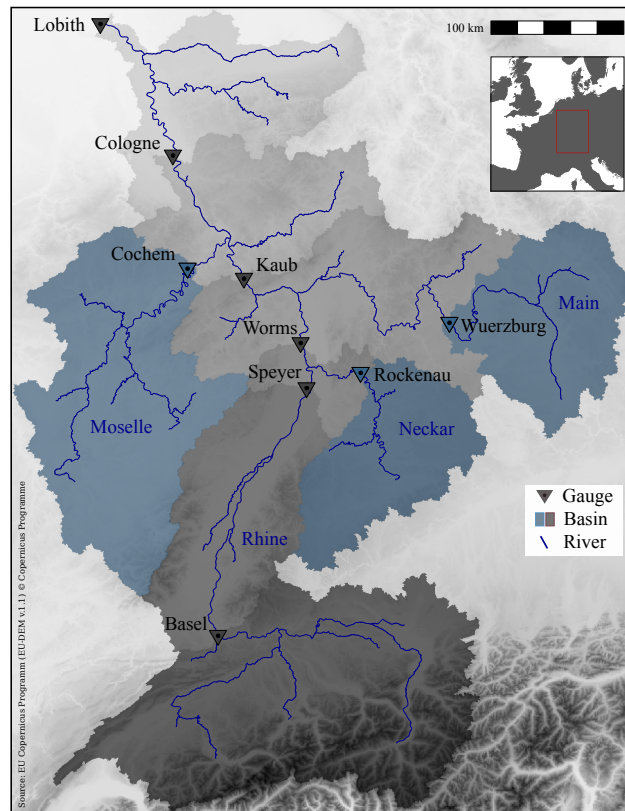 Lobith
100 km
Cologne
Cochem
Kaub
Main
Worms
Wuerzburg
Speyer
Rockenau
Moselle
Neckar
Gauge
Basin
Rhine
River
Basel
Source: EU Copernicus Programm (EU-DEM v.1.1) © Copernicus Programme